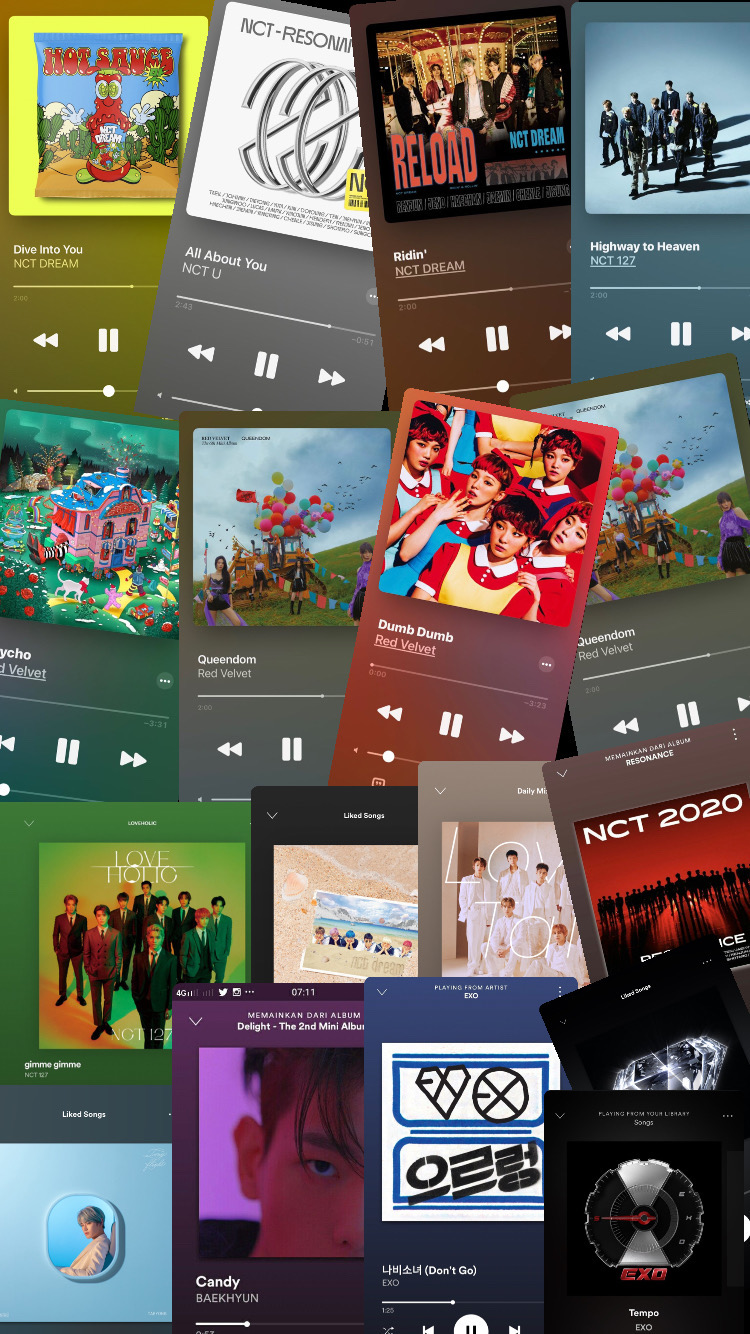 HOT SAUCE
NCT
DREAM
Dive Into You
NCT DREAM
2:00
NCT-RESONAN
All About You
NCT U
2:43
-0:51
RELOAD
NCT DREAM
Ridin'
NCT DREAM
2:00
Highway to Heaven
NCT 127
2:00
ycho
d Velvet
-3:31
RED VELVET
QUEENDOM
Queendom
Red Velvet
2:00
Dumb Dumb
Red Velvet
0:00
-3:23
QUEENDOM
Queendom
Red Velvet
2:00
LOVEHOLIC
LOVE
HOLIC
NCT 127
gimme gimme
NCT 127
Liked Songs
nct dream
Daily Mi
MEMAINKAN DARI ALBUM
RESONANCE
NCT 2020
Liked Songs
Liked Songs
4G
07:11
MEMAINKAN DARI ALBUM
Delight - The 2nd Mini Albu
Candy
BAEKHYUN
0:53
PLAYING FROM ARTIST
EXO
EXO
으르렁
나비소녀 (Don't Go)
EXO
1:25
PLAYING FROM YOUR LIBRARY
Songs
EXO
Tempo
EXO